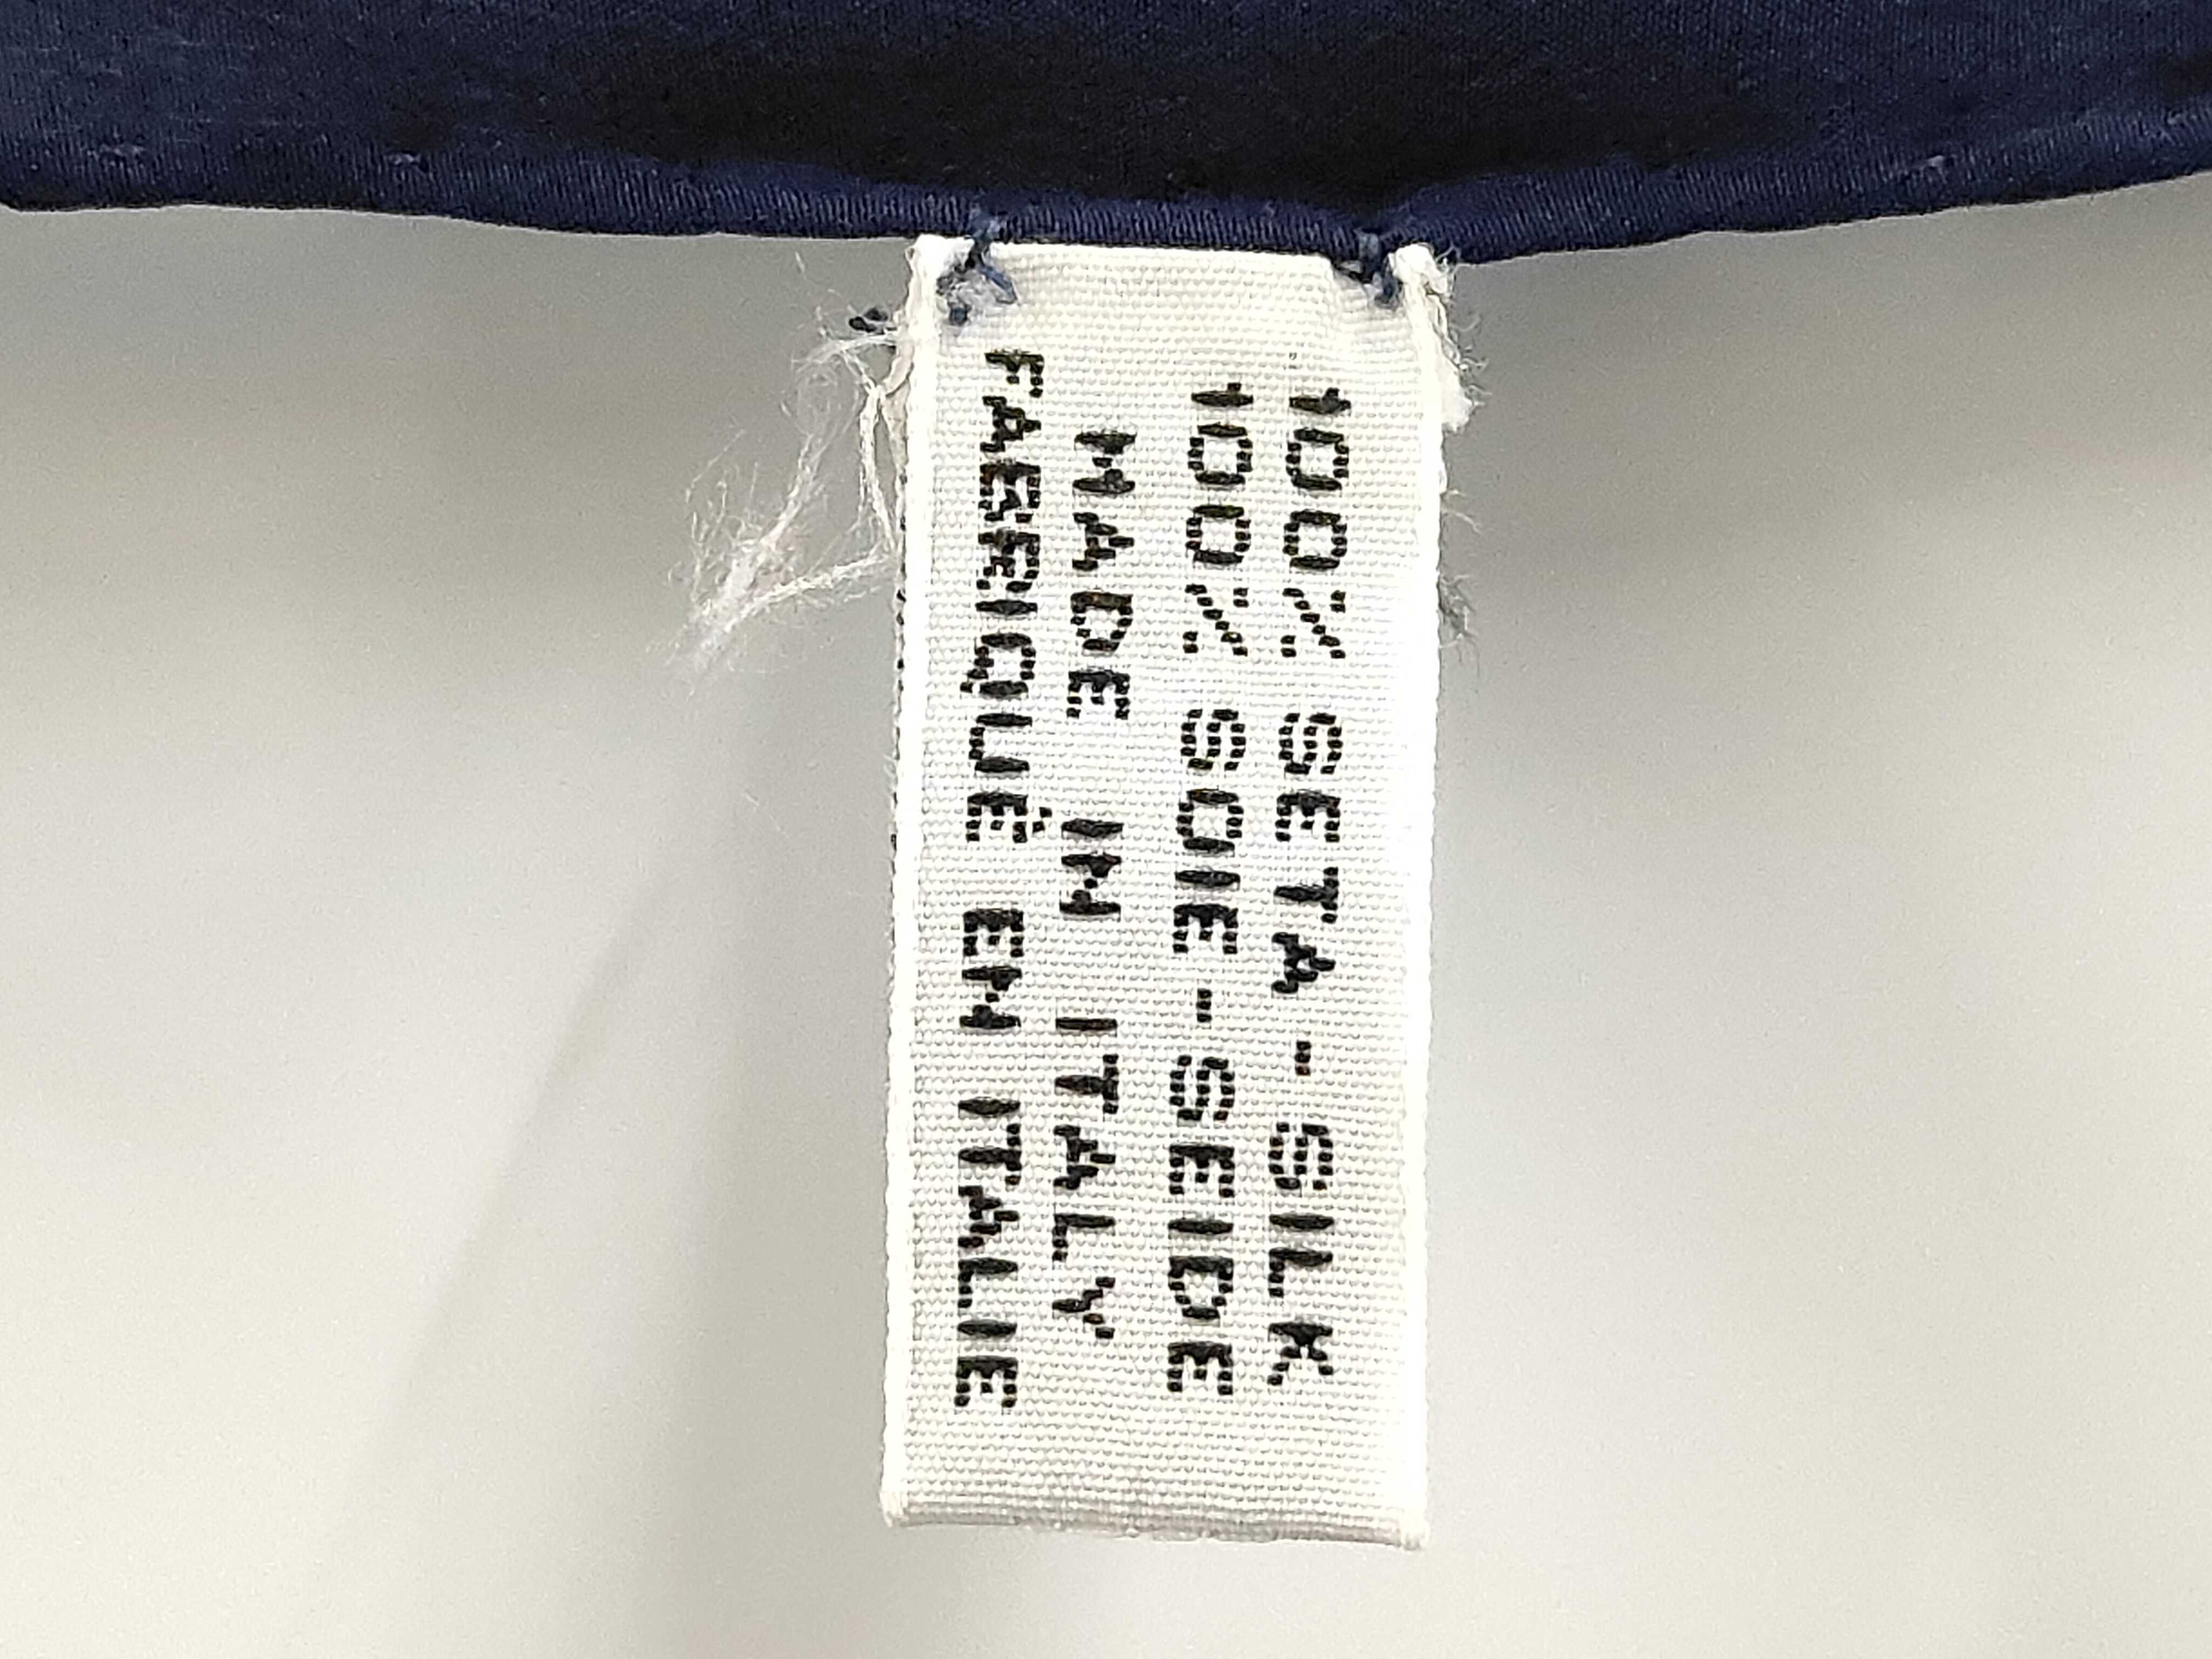 100% SETA-SILK
100% SOIE-SEIDE
MADE IN ITALY
FABRIQUÉ EN ITALIE